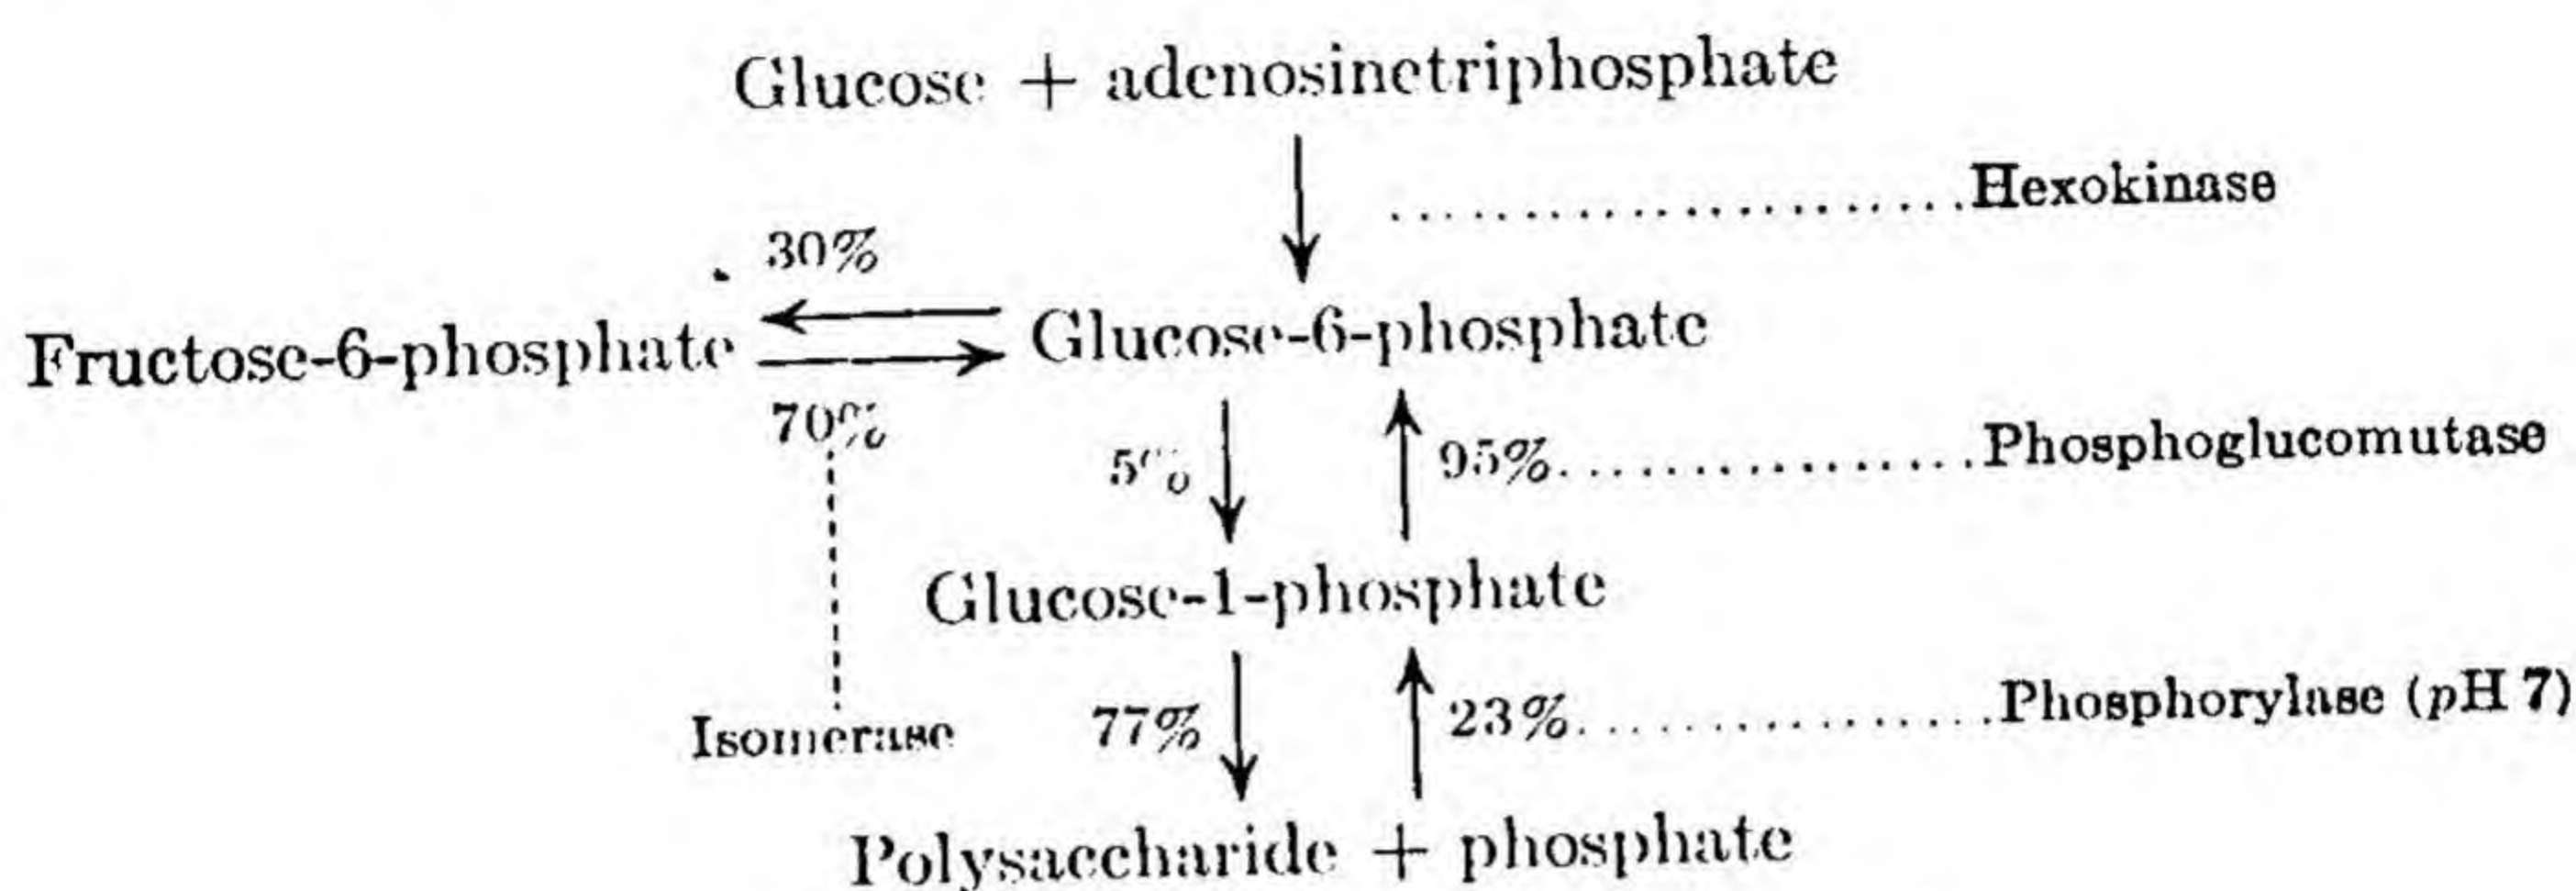 Glucose + adenosinetriphosphate
......................Hexokinase
30%
Fructose-6-phosphate Glucose-6-phosphate
70%
5% 95%................Phosphoglucomutase
Glucose-1-phosphate
Isomerase 77% 23%................Phosphorylase (pH 7)
Polysaccharide + phosphate